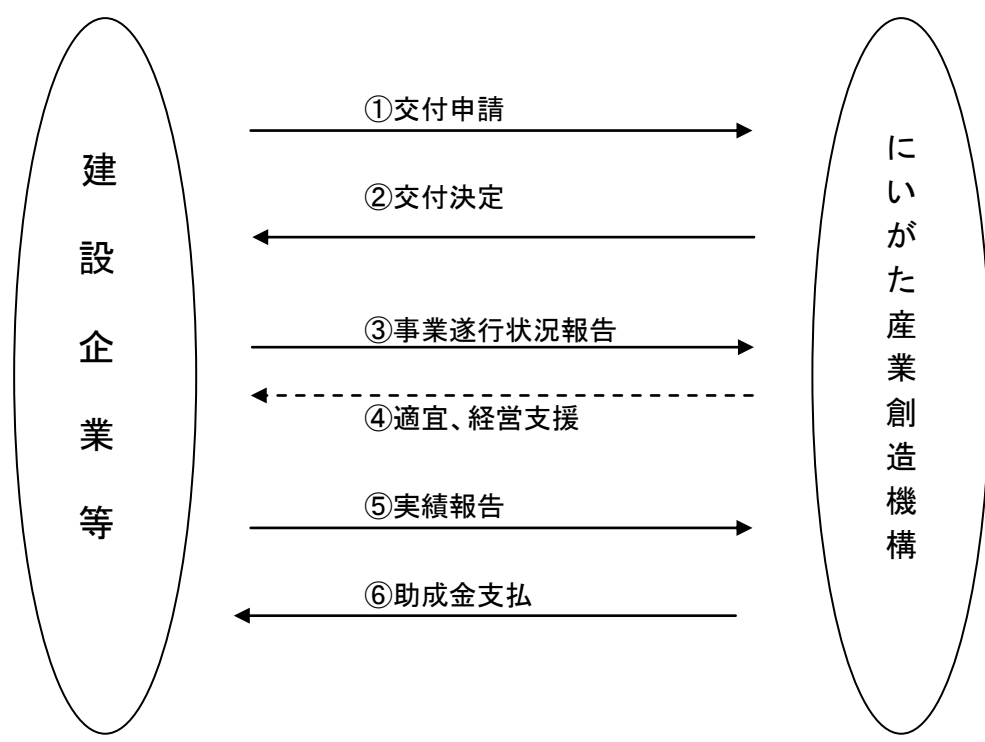 建設企業等
①交付申請
②交付決定
③事業遂行状況報告
④適宜、経営支援
⑤実績報告
⑥助成金支払
にいがた産業創造機構